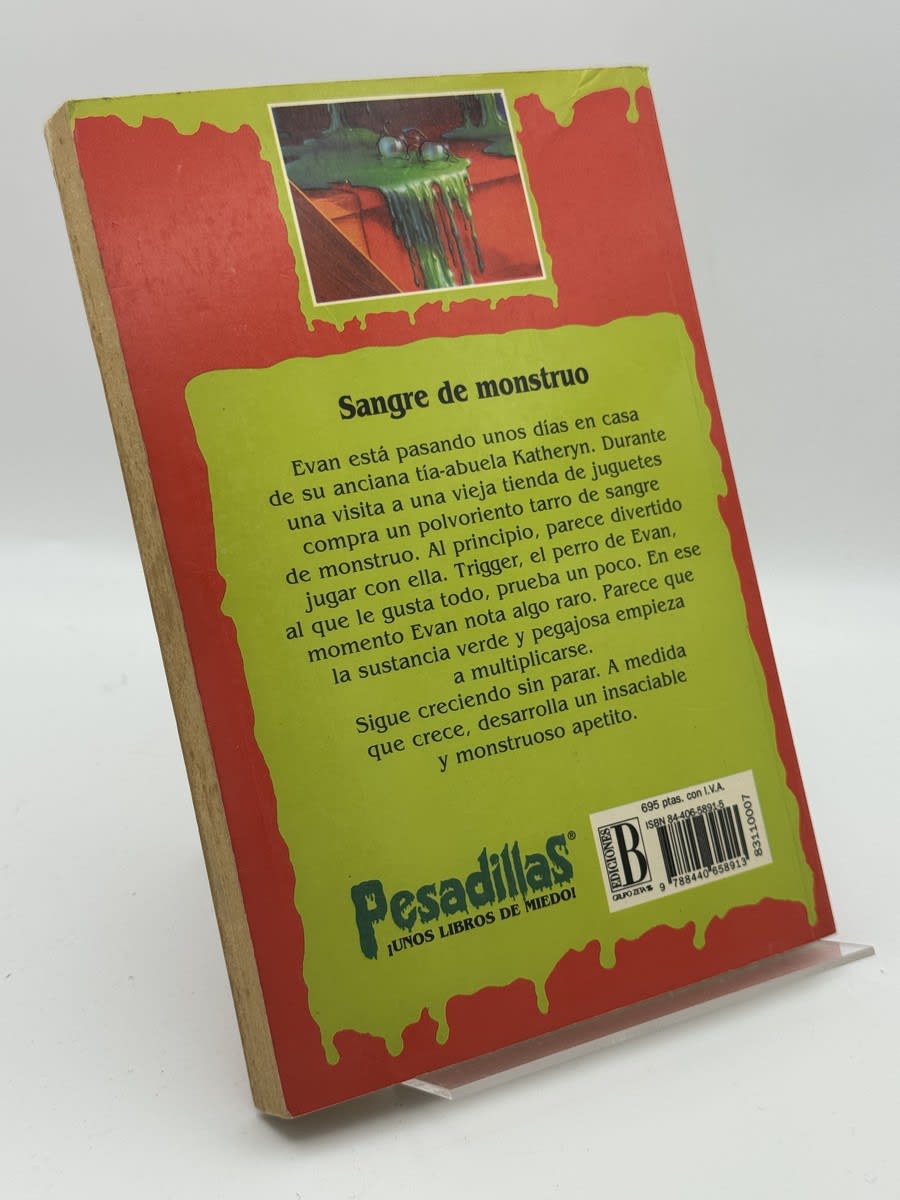 Sangre de monstruo
Evan está pasando unos días en casa
de su anciana tía-abuela Katheryn. Durante
una visita a una vieja tienda de juguetes
compra un polvoriento tarro de sangre
de monstruo. Al principio, parece divertido
jugar con ella. Trigger, el perro de Evan,
al que le gusta todo, prueba un poco. En ese
momento Evan nota algo raro. Parece que
la sustancia verde y pegajosa empieza
a multiplicarse.
Sigue creciendo sin parar. A medida
que crece, desarrolla un insaciable
y monstruoso apetito.
Pesadillas®
¡UNOS LIBROS DE MIEDO!
EDICIONES
B
GRUPO ZETA
695 ptas. con I.V.A.
ISBN 84-406-5891-5
9 788440 658913
83110007